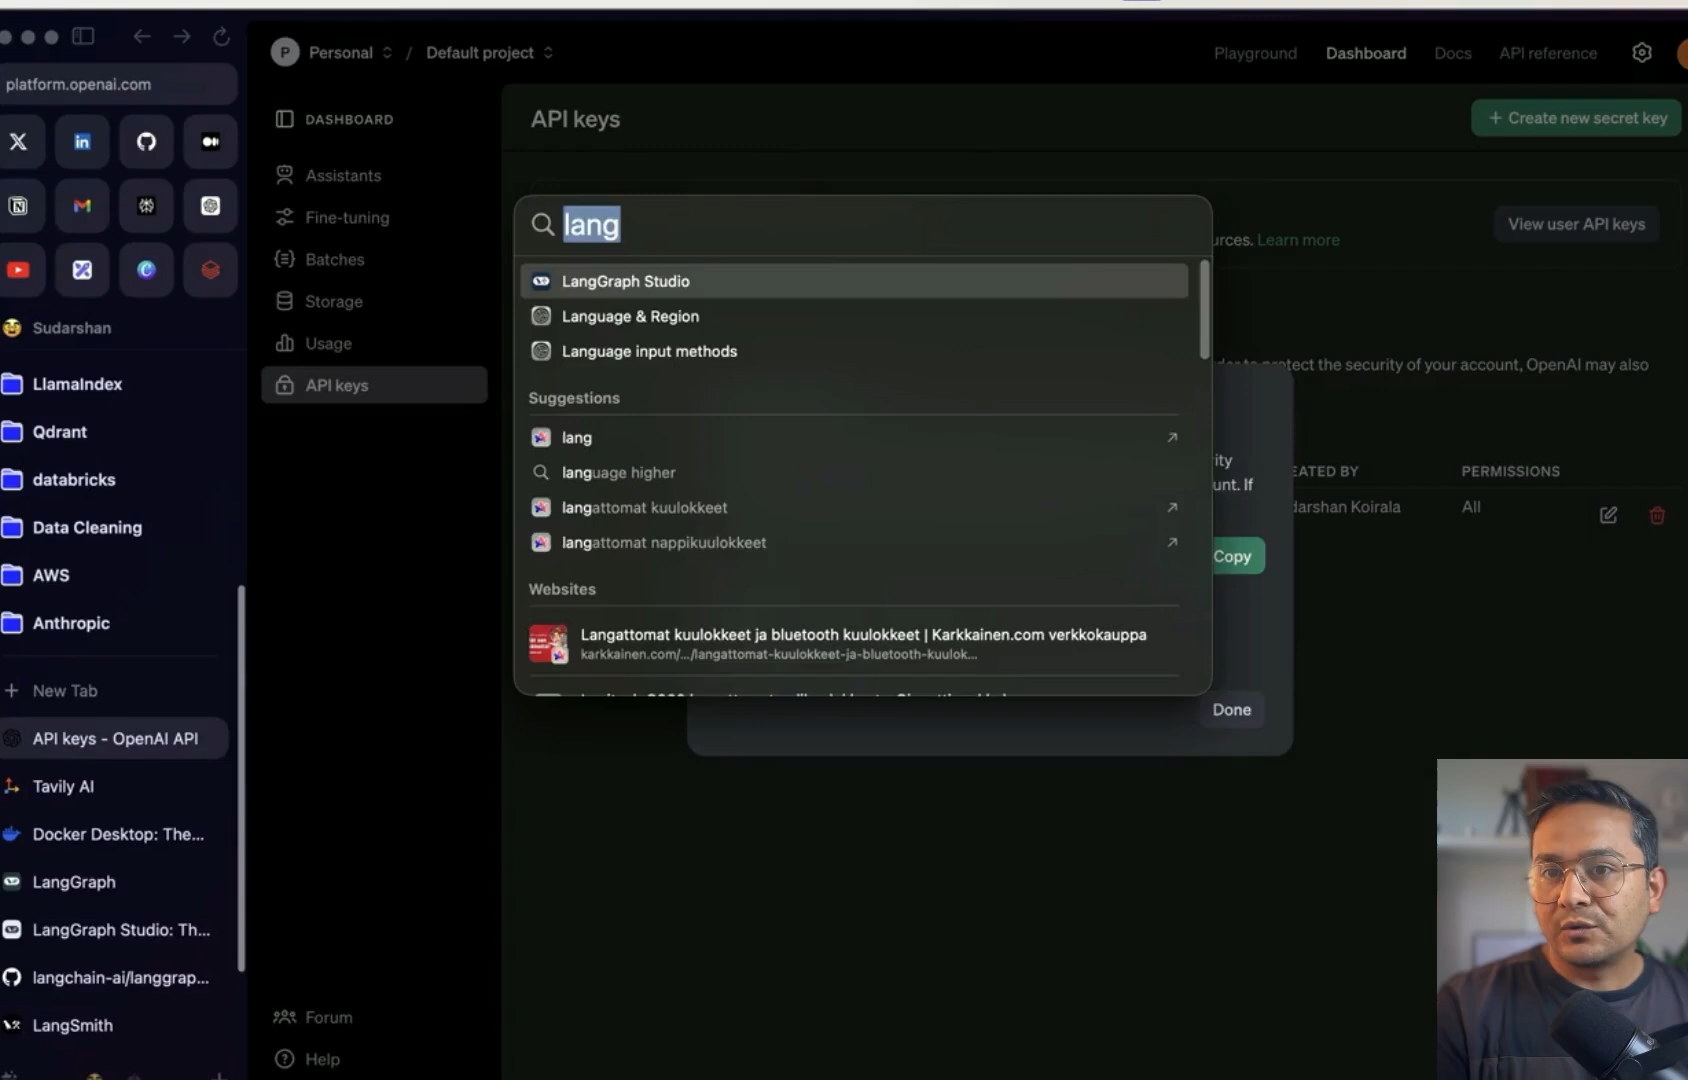 platform.openai.com
Sudarshan
LlamaIndex
Qdrant
databricks
Data Cleaning
AWS
Anthropic
New Tab
API keys - OpenAI API
Tavily AI
Docker Desktop: The...
LangGraph
LangGraph Studio: Th...
langchain-ai/langgrap...
LangSmith
P Personal / Default project
Playground Dashboard Docs API reference
DASHBOARD
Assistants
Fine-tuning
Batches
Storage
Usage
API keys
Forum
Help
API keys
+ Create new secret key
View user API keys
urces. Learn more
protect the security of your account, OpenAI may also
lang
LangGraph Studio
Language & Region
Language input methods
Suggestions
lang
language higher
langattomat kuulokkeet
langattomat nappikuulokkeet
Websites
Langattomat kuulokkeet ja bluetooth kuulokkeet | Karkkainen.com verkkokauppa
karkkainen.com/.../langattomat-kuulokkeet-ja-bluetooth-kuulok...
ity
unt. If
EATED BY PERMISSIONS
darshan Koirala All
Copy
Done